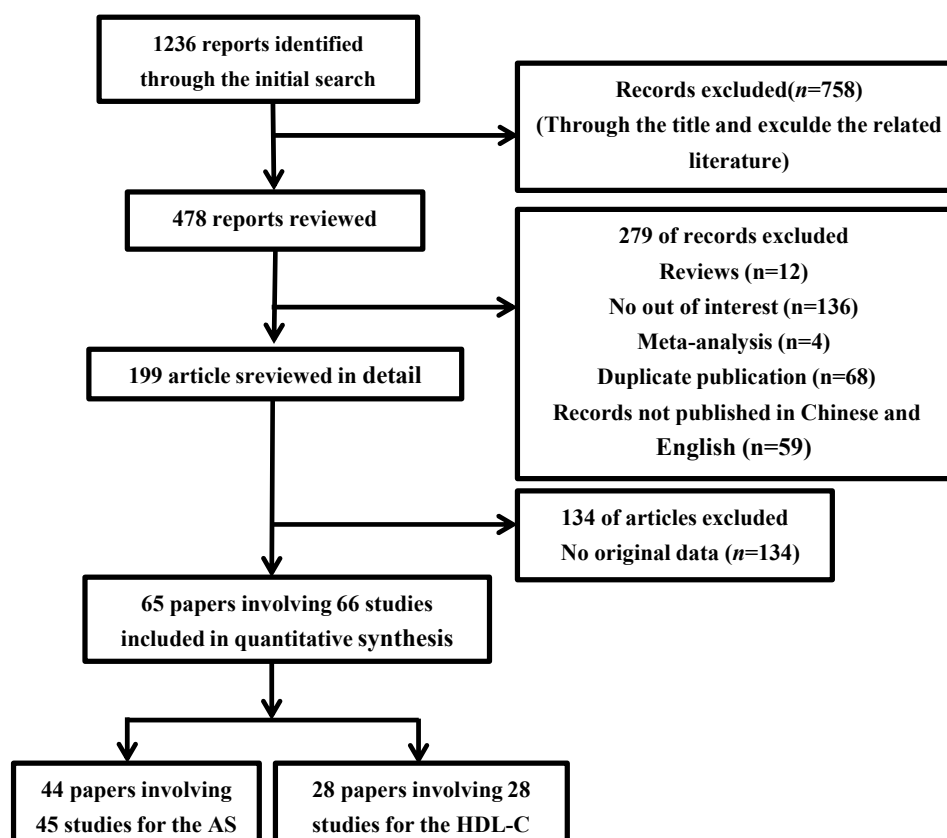 1236 reports identified
through the initial search
Records excluded(n=758)
(Through the title and exculde the related
literature)
478 reports reviewed
279 of records excluded
Reviews (n=12)
No out of interest (n=136)
Meta-analysis (n=4)
Duplicate publication (n=68)
Records not published in Chinese and
English (n=59)
199 article sreviewed in detail
134 of articles excluded
No original data (n=134)
65 papers involving 66 studies
included in quantitative synthesis
44 papers involving
45 studies for the AS
28 papers involving 28
studies for the HDL-C